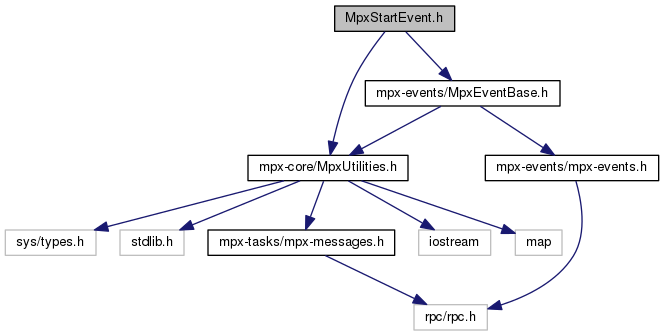 MpxStartEvent.h
mpx-events/MpxEventBase.h
mpx-core/MpxUtilities.h
mpx-events/mpx-events.h
sys/types.h
stdlib.h
mpx-tasks/mpx-messages.h
iostream
map
rpc/rpc.h